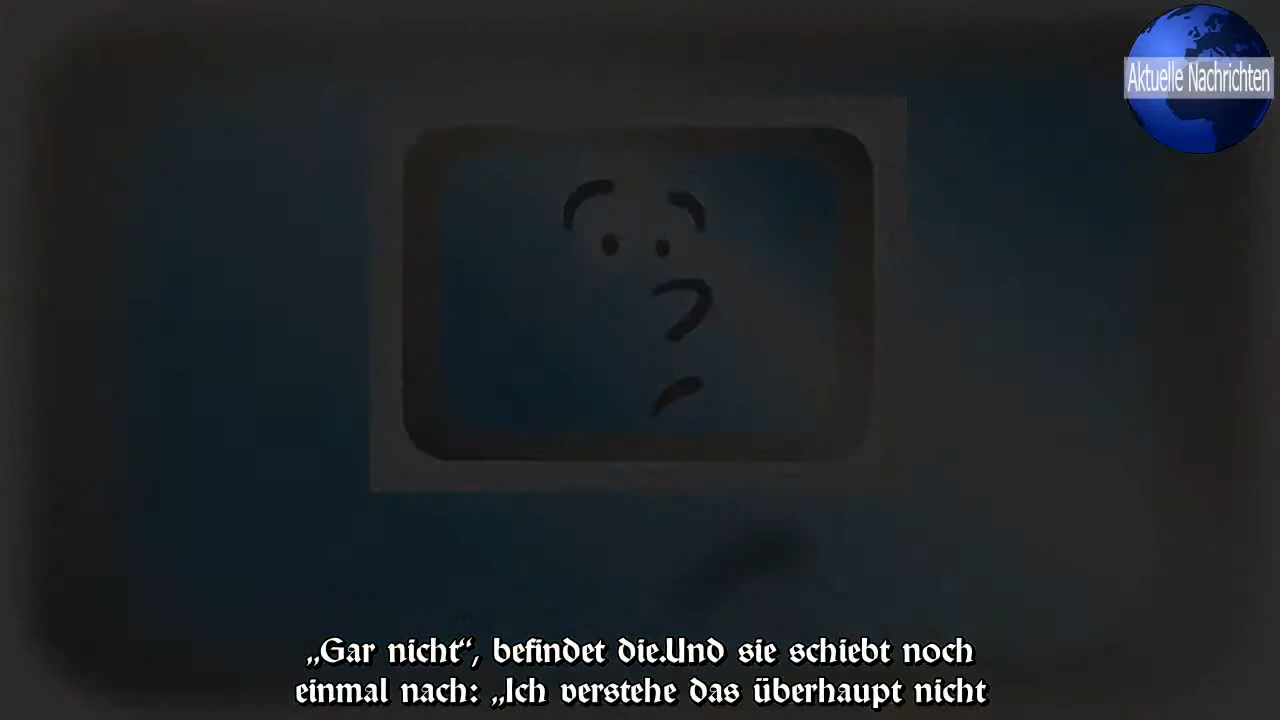 Aktuelle Nachrichten
„Gar nicht“, befindet die.Und sie schiebt noch
einmal nach: „Ich verstehe das überhaupt nicht